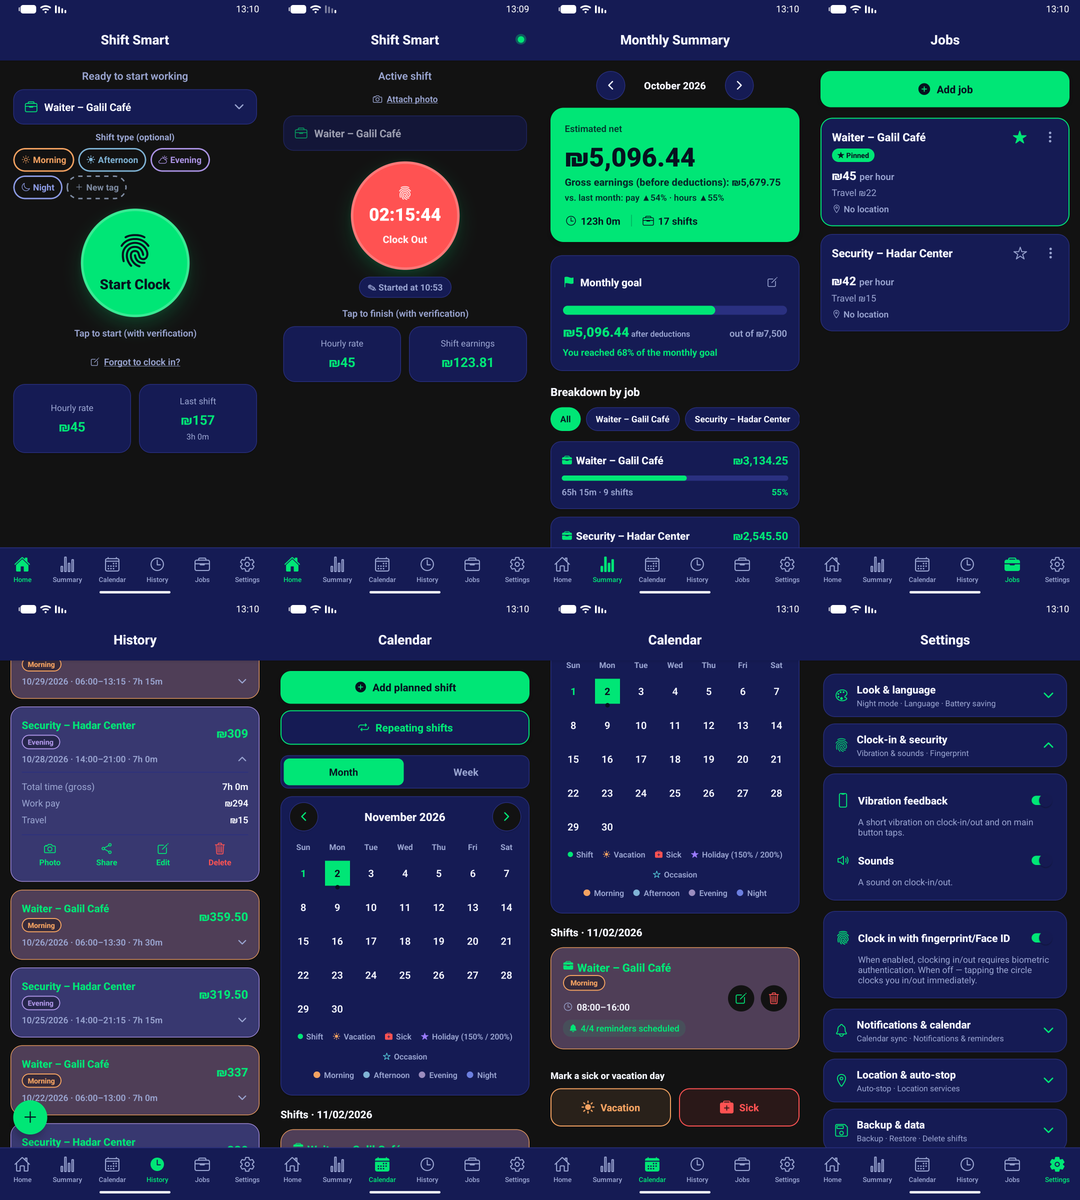 13:10
Shift Smart
Ready to start working
Waiter – Galil Café
Shift type (optional)
Morning
Afternoon
Evening
Night
New tag
Start Clock
Tap to start (with verification)
Forgot to clock in?
Hourly rate
₪45
Last shift
₪157
3h 0m
Home
Summary
Calendar
History
Jobs
Settings
13:09
Shift Smart
Active shift
Attach photo
Waiter – Galil Café
02:15:44
Clock Out
Started at 10:53
Tap to finish (with verification)
Hourly rate
₪45
Shift earnings
₪123.81
Home
Summary
Calendar
History
Jobs
Settings
13:10
Monthly Summary
October 2026
Estimated net
₪5,096.44
Gross earnings (before deductions): ₪5,679.75
vs. last month: pay ▲54% · hours ▲55%
123h 0m
17 shifts
Monthly goal
₪5,096.44 after deductions
out of ₪7,500
You reached 68% of the monthly goal
Breakdown by job
All
Waiter – Galil Café
Security – Hadar Center
Waiter – Galil Café
₪3,134.25
65h 15m · 9 shifts
55%
Security – Hadar Center
₪2,545.50
Home
Summary
Calendar
History
Jobs
Settings
13:10
Jobs
Add job
Waiter – Galil Café
Pinned
₪45 per hour
Travel ₪22
No location
Security – Hadar Center
₪42 per hour
Travel ₪15
No location
Home
Summary
Calendar
History
Jobs
Settings
13:10
History
Morning
10/29/2026 · 06:00–13:15 · 7h 15m
Security – Hadar Center
Evening
₪309
10/28/2026 · 14:00–21:00 · 7h 0m
Total time (gross)
7h 0m
Work pay
₪294
Travel
₪15
Photo
Share
Edit
Delete
Waiter – Galil Café
Morning
₪359.50
10/26/2026 · 06:00–13:30 · 7h 30m
Security – Hadar Center
Evening
₪319.50
10/25/2026 · 14:00–21:15 · 7h 15m
Waiter – Galil Café
Morning
₪337
10/22/2026 · 06:00–13:00 · 7h 0m
Security – Hadar Center
Home
Summary
Calendar
History
Jobs
Settings
13:10
Calendar
Add planned shift
Repeating shifts
Month
Week
November 2026
Sun Mon Tue Wed Thu Fri Sat
1 2 3 4 5 6 7
8 9 10 11 12 13 14
15 16 17 18 19 20 21
22 23 24 25 26 27 28
29 30
Shift
Vacation
Sick
Holiday (150% / 200%)
Occasion
Morning
Afternoon
Evening
Night
Shifts · 11/02/2026
Waiter – Galil Café
Home
Summary
Calendar
History
Jobs
Settings
13:10
Calendar
Sun Mon Tue Wed Thu Fri Sat
1 2 3 4 5 6 7
8 9 10 11 12 13 14
15 16 17 18 19 20 21
22 23 24 25 26 27 28
29 30
Shift
Vacation
Sick
Holiday (150% / 200%)
Occasion
Morning
Afternoon
Evening
Night
Shifts · 11/02/2026
Waiter – Galil Café
Morning
08:00–16:00
4/4 reminders scheduled
Mark a sick or vacation day
Vacation
Sick
Home
Summary
Calendar
History
Jobs
Settings
13:10
Settings
Look & language
Night mode · Language · Battery saving
Clock-in & security
Vibration & sounds · Fingerprint
Vibration feedback
A short vibration on clock-in/out and on main
button taps.
Sounds
A sound on clock-in/out.
Clock in with fingerprint/Face ID
When enabled, clocking in/out requires biometric
authentication. When off — tapping the circle
clocks you in/out immediately.
Notifications & calendar
Calendar sync · Notifications & reminders
Location & auto-stop
Auto-stop · Location services
Backup & data
Backup · Restore · Delete shifts
Home
Summary
Calendar
History
Jobs
Settings